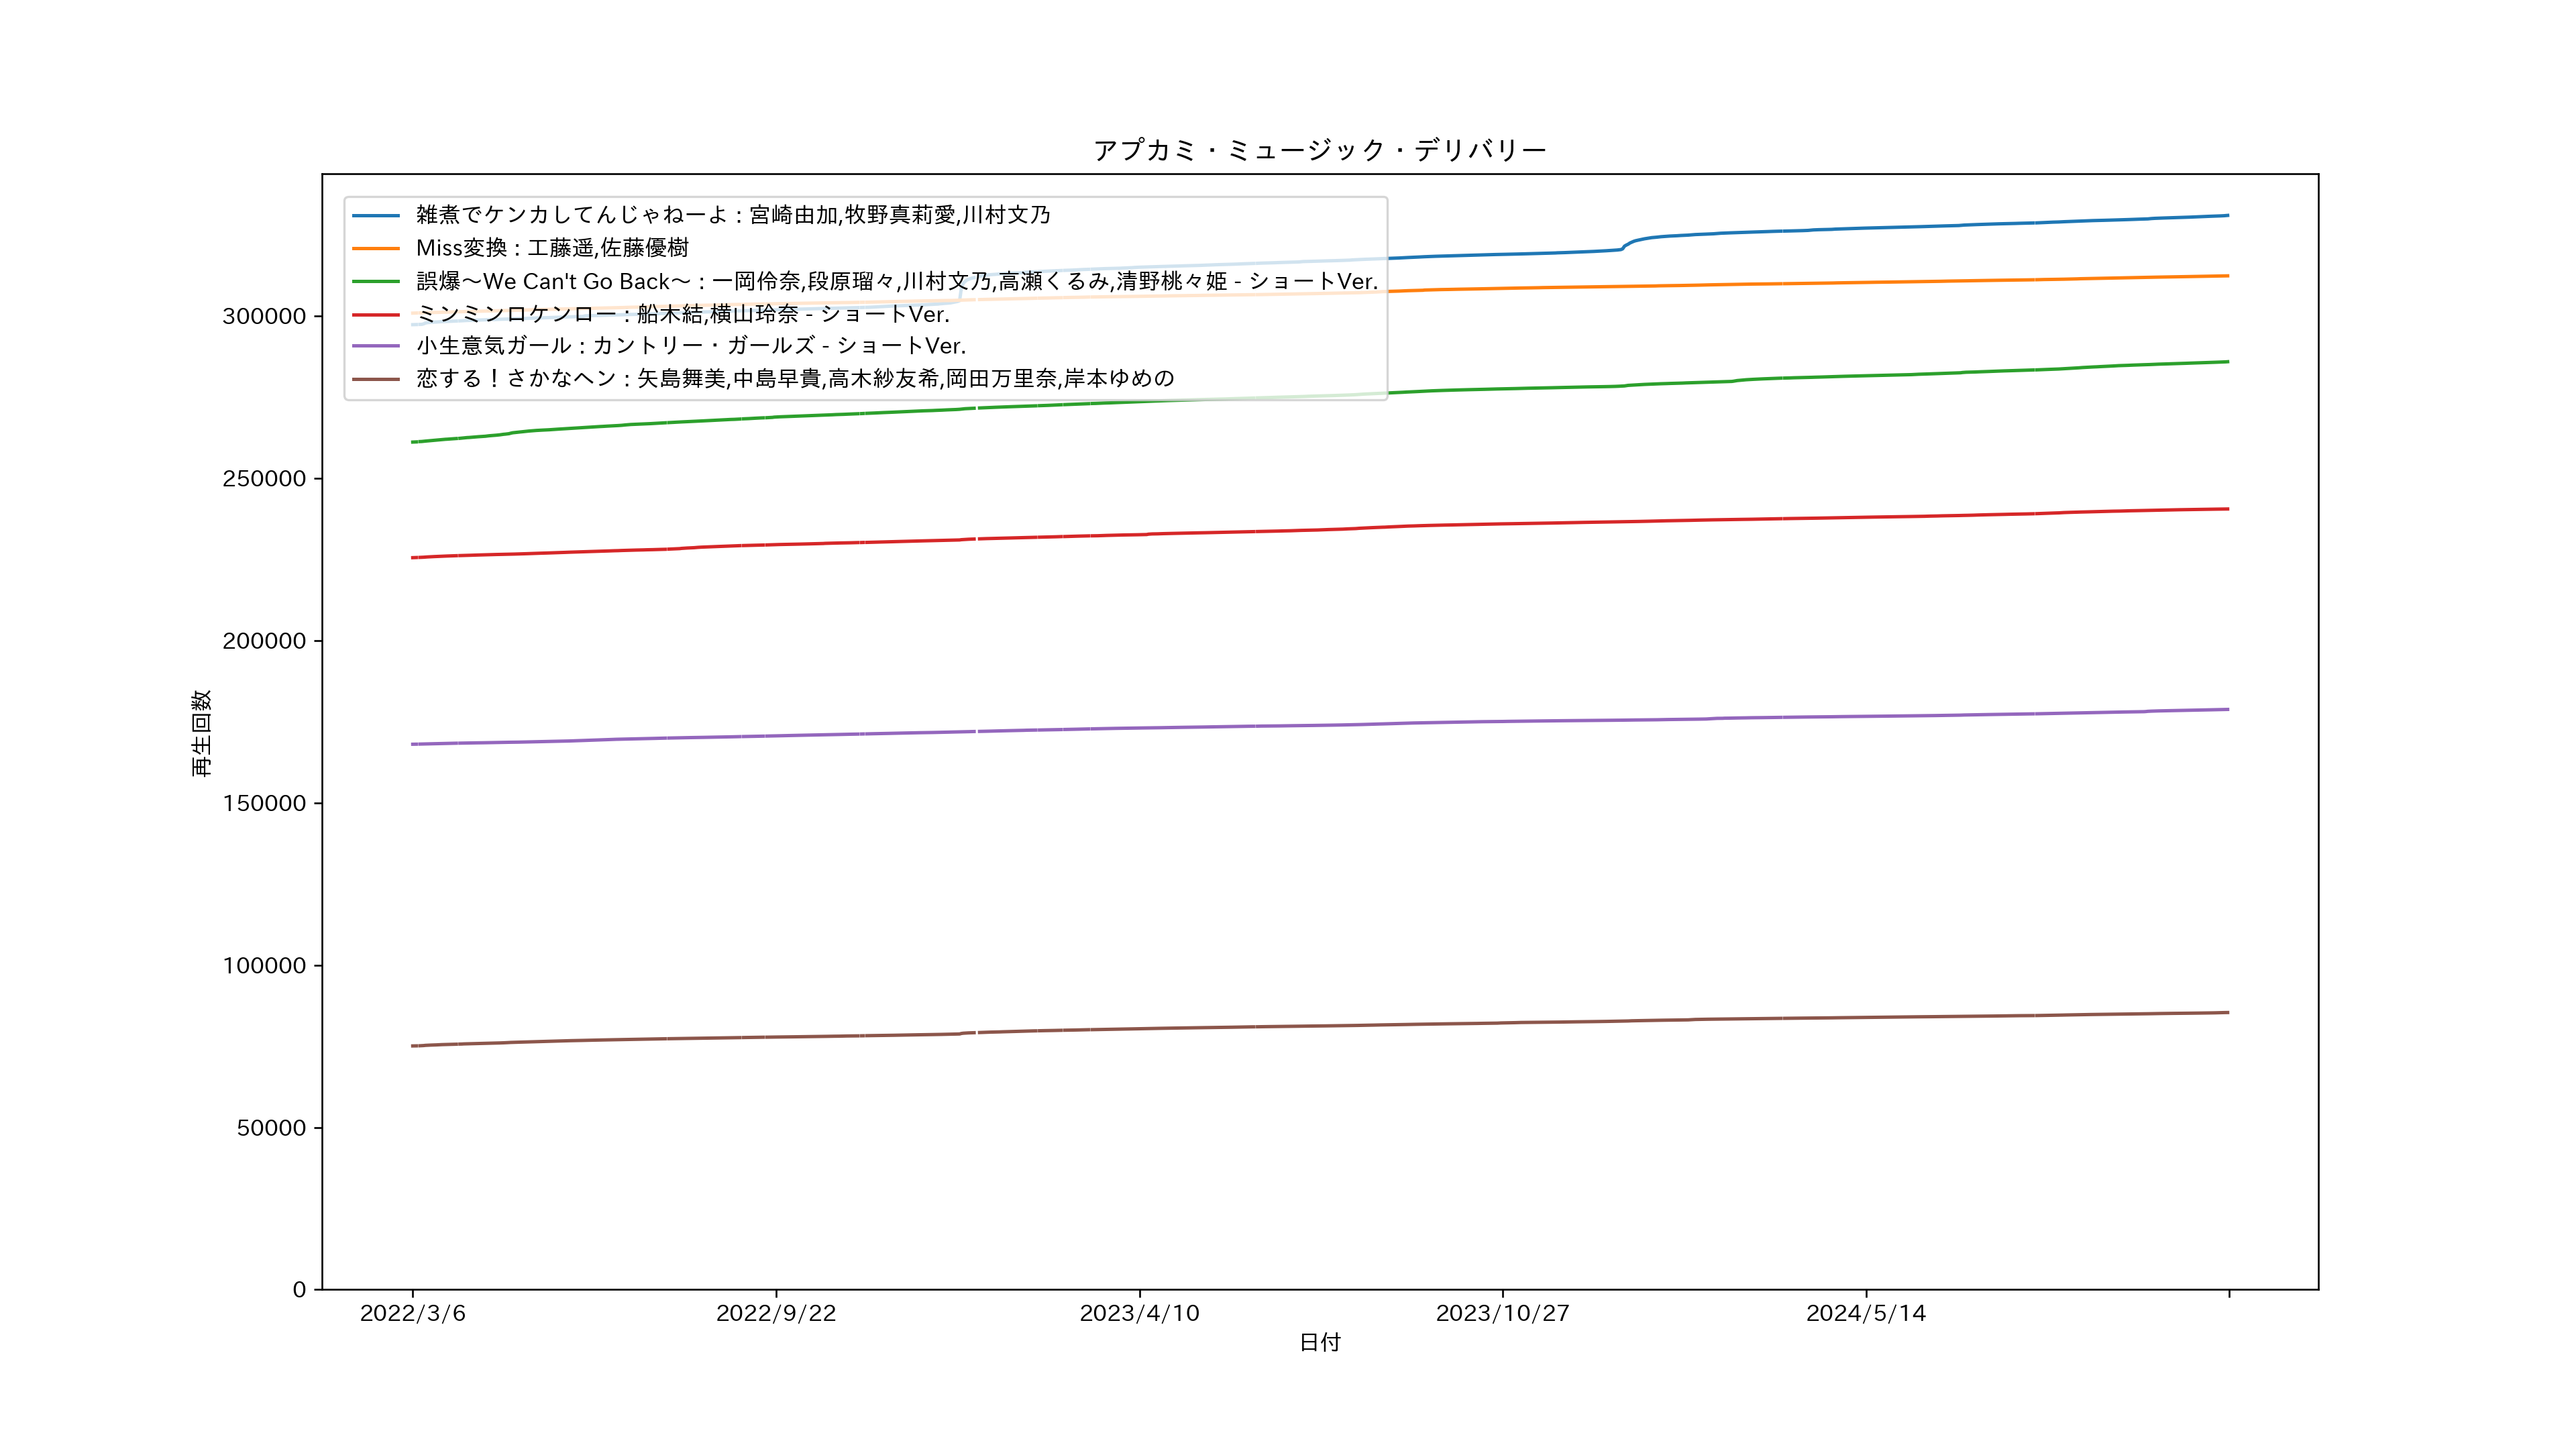 アプカミ・ミュージック・デリバリー
雑煮でケンカしてんじゃねーよ : 宮崎由加,牧野真莉愛,川村文乃
Miss変換 : 工藤遥,佐藤優樹
誤爆〜We Can't Go Back〜 : 一岡伶奈,段原瑠々,川村文乃,高瀬くるみ,清野桃々姫 - ショートVer.
ミンミンロケンロー : 船木結,横山玲奈 - ショートVer.
小生意気ガール : カントリー・ガールズ - ショートVer.
恋する！さかなヘン : 矢島舞美,中島早貴,高木紗友希,岡田万里奈,岸本ゆめの
300000
250000
200000
150000
100000
50000
0
再生回数
2022/3/6
2022/9/22
2023/4/10
2023/10/27
2024/5/14
日付